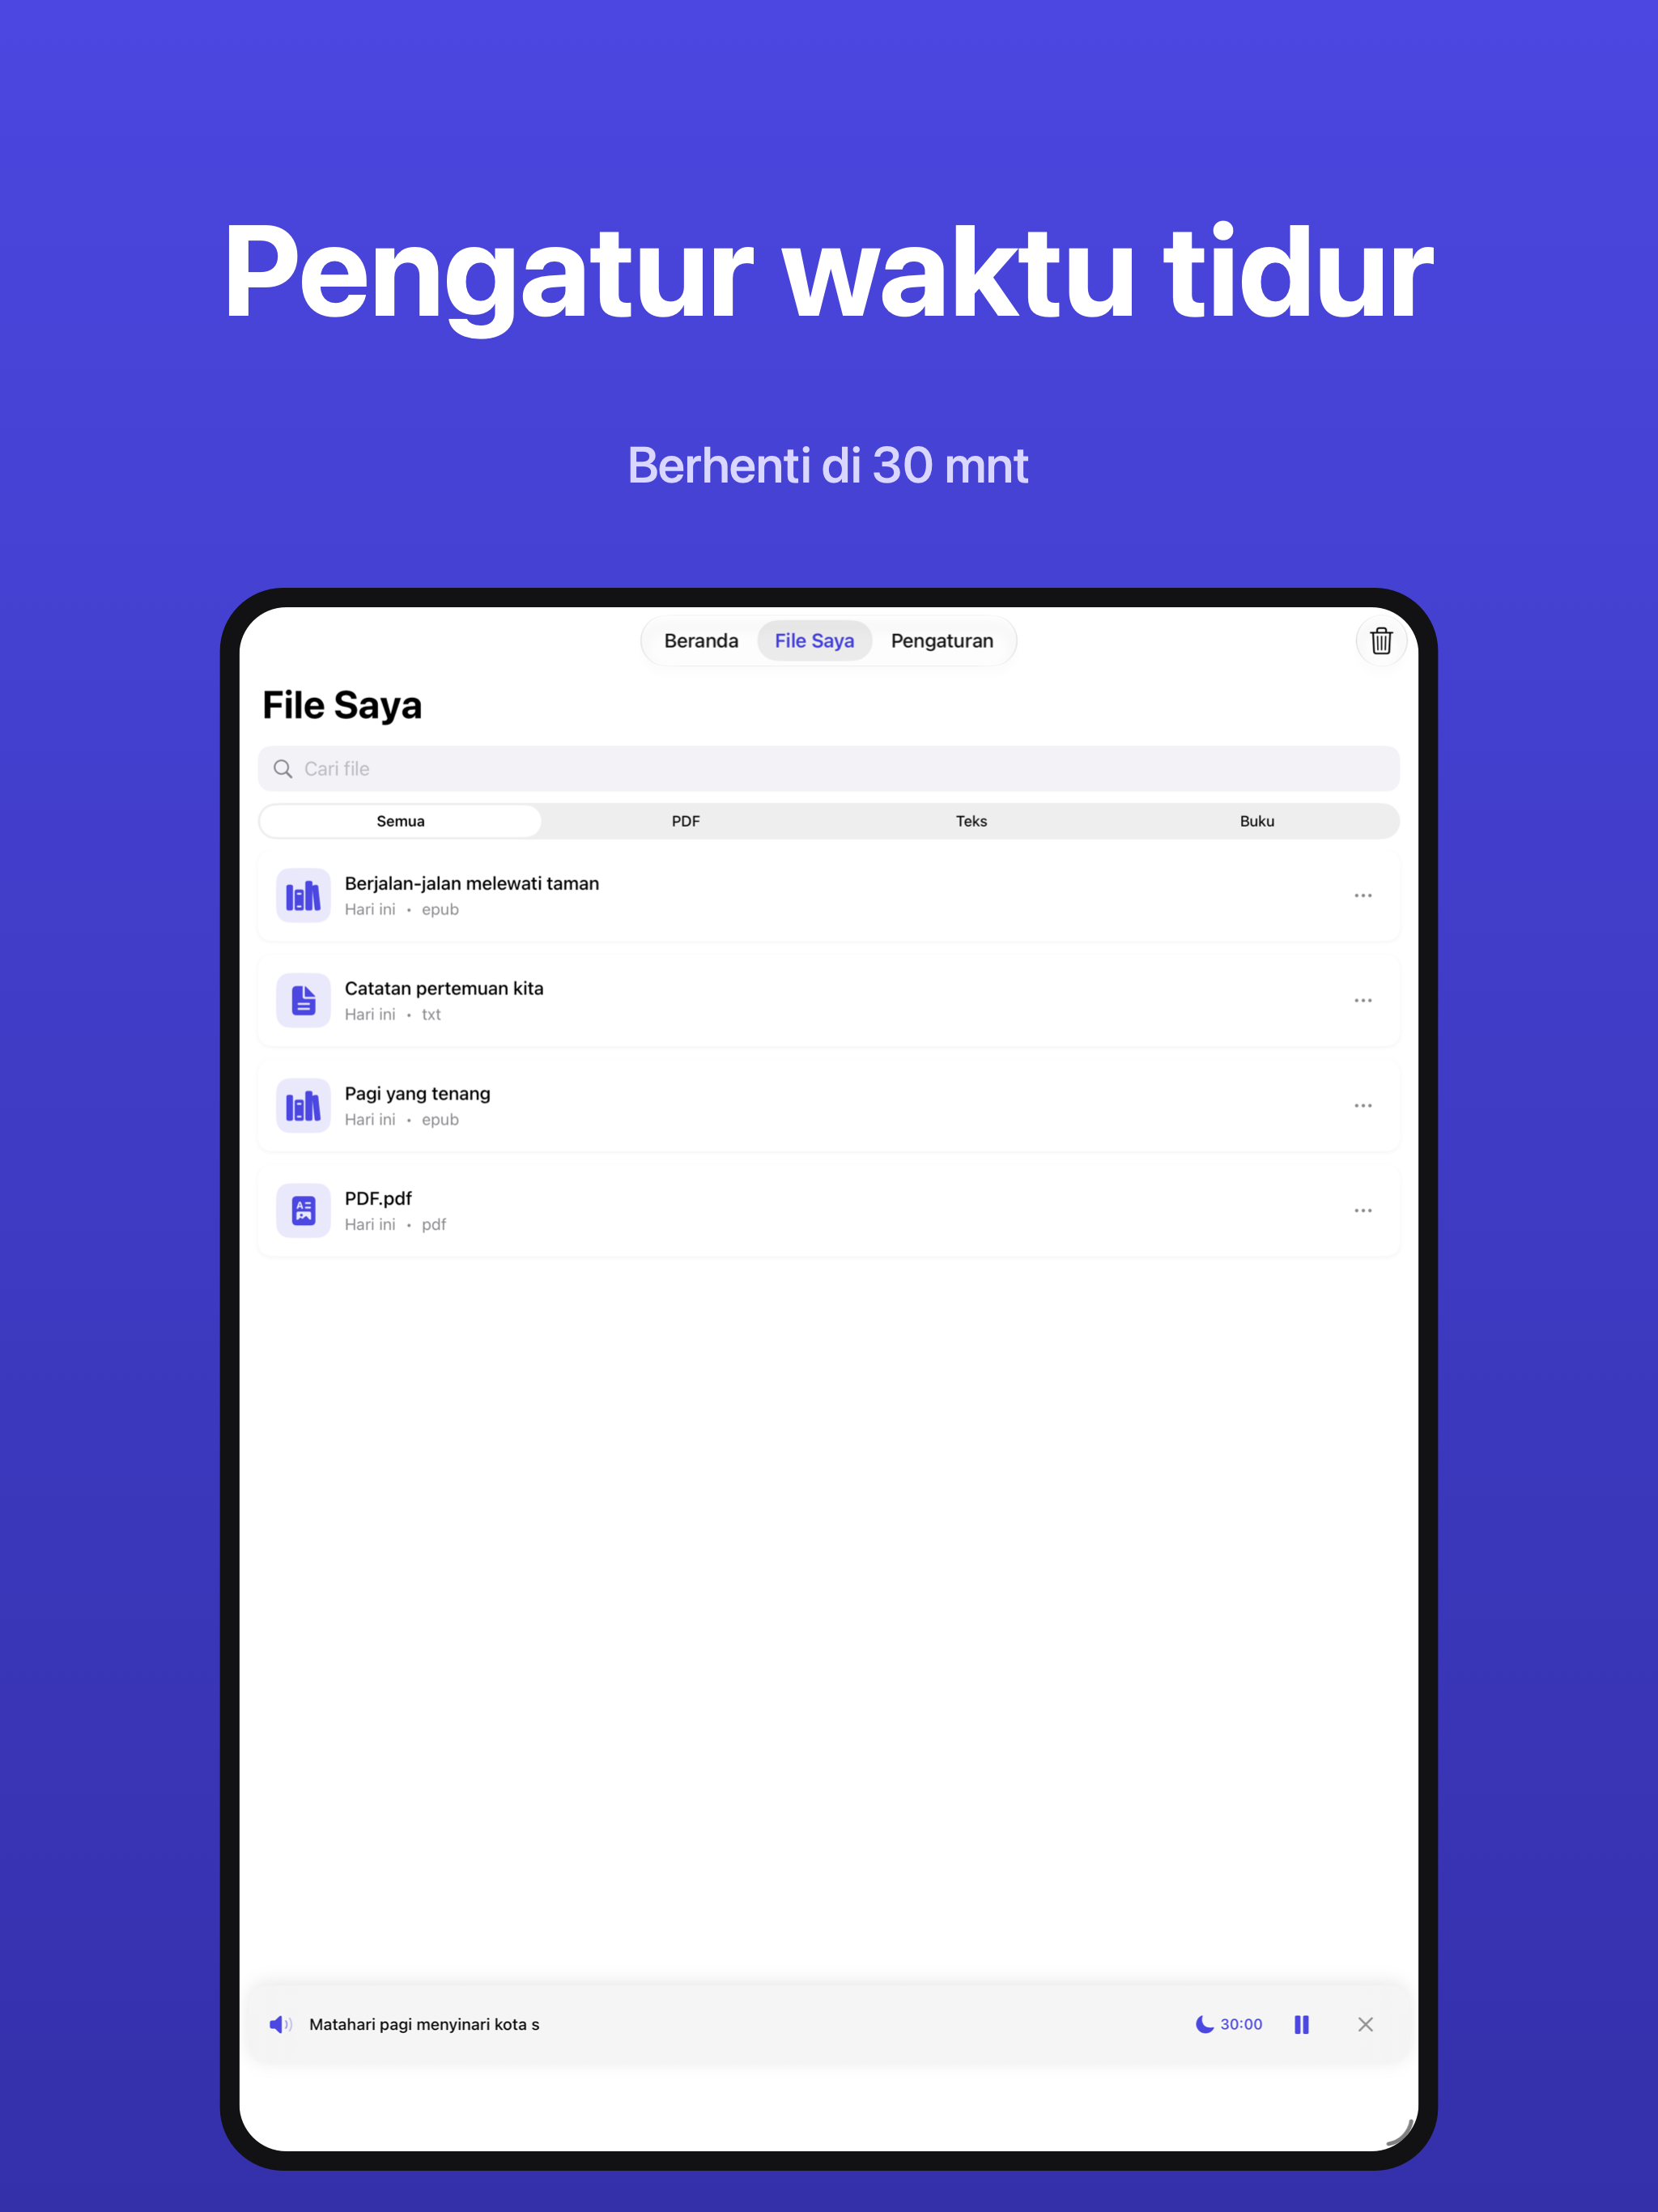 Pengatur waktu tidur
Berhenti di 30 mnt
Beranda File Saya Pengaturan
File Saya
Cari file
Semua PDF Teks Buku
Berjalan-jalan melewati taman
Hari ini • epub
Catatan pertemuan kita
Hari ini • txt
Pagi yang tenang
Hari ini • epub
PDF.pdf
Hari ini • pdf
Matahari pagi menyinari kota s 30:00